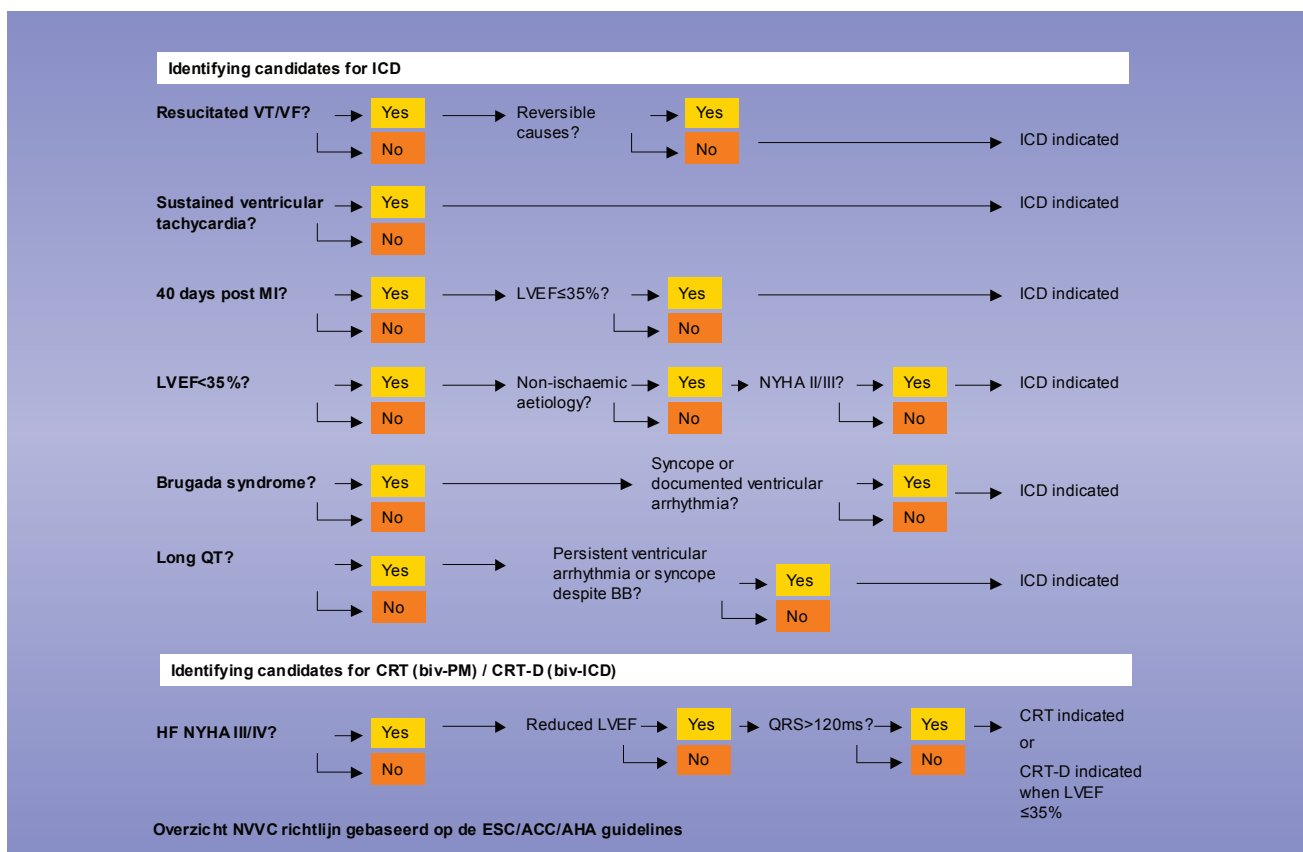 Identifying candidates for ICD
Resucitated VT/VF?
Yes
No
Reversible
causes?
Yes
No
ICD indicated
Sustained ventricular
tachycardia?
Yes
No
ICD indicated
40 days post MI?
Yes
No
LVEF≤35%?
Yes
No
ICD indicated
LVEF<35%?
Yes
No
Non-ischaemic
aetiology?
Yes
No
NYHA II/III?
Yes
No
ICD indicated
Brugada syndrome?
Yes
No
Syncope or
documented ventricular
arrhythmia?
Yes
No
ICD indicated
Long QT?
Yes
No
Persistent ventricular
arrhythmia or syncope
despite BB?
Yes
No
ICD indicated
Identifying candidates for CRT (biv-PM) / CRT-D (biv-ICD)
HF NYHA III/IV?
Yes
No
Reduced LVEF
Yes
No
QRS>120ms?
Yes
No
CRT indicated
or
CRT-D indicated
when LVEF
≤35%
Overzicht NVVC richtlijn gebaseerd op de ESC/ACC/AHA guidelines